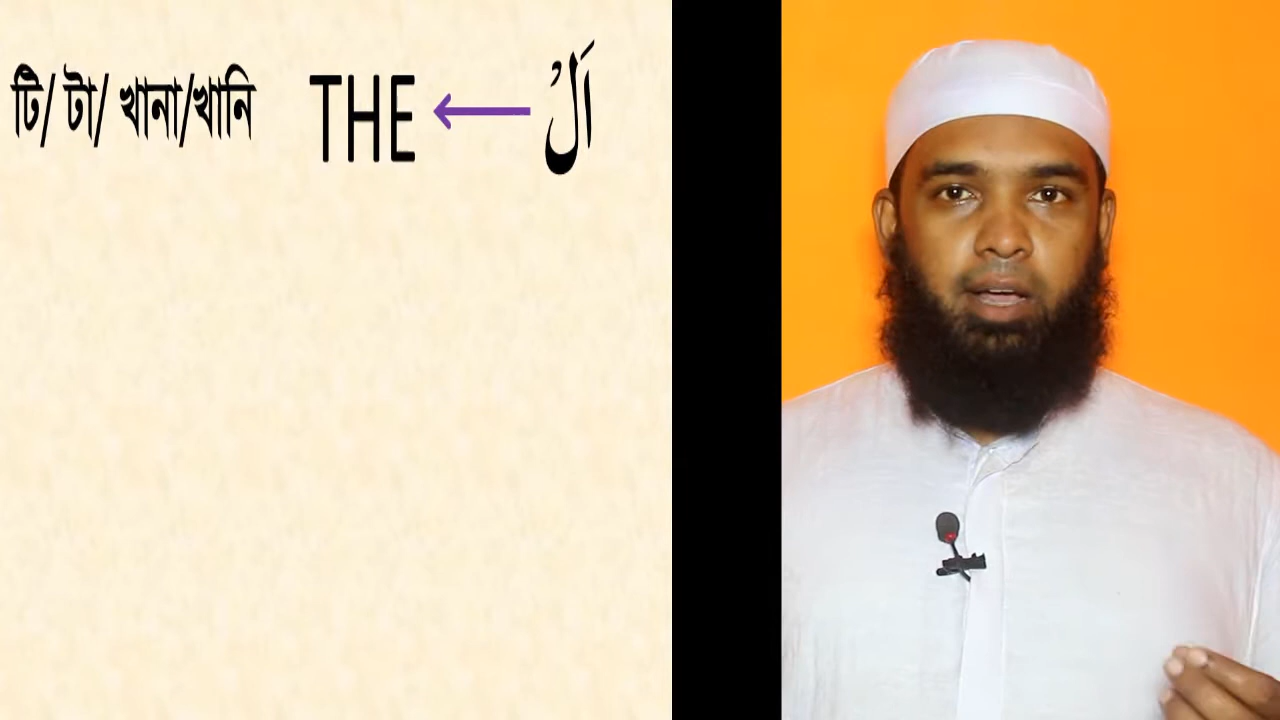 টি/ টা/ খানা/খানি THE ← اَلْ